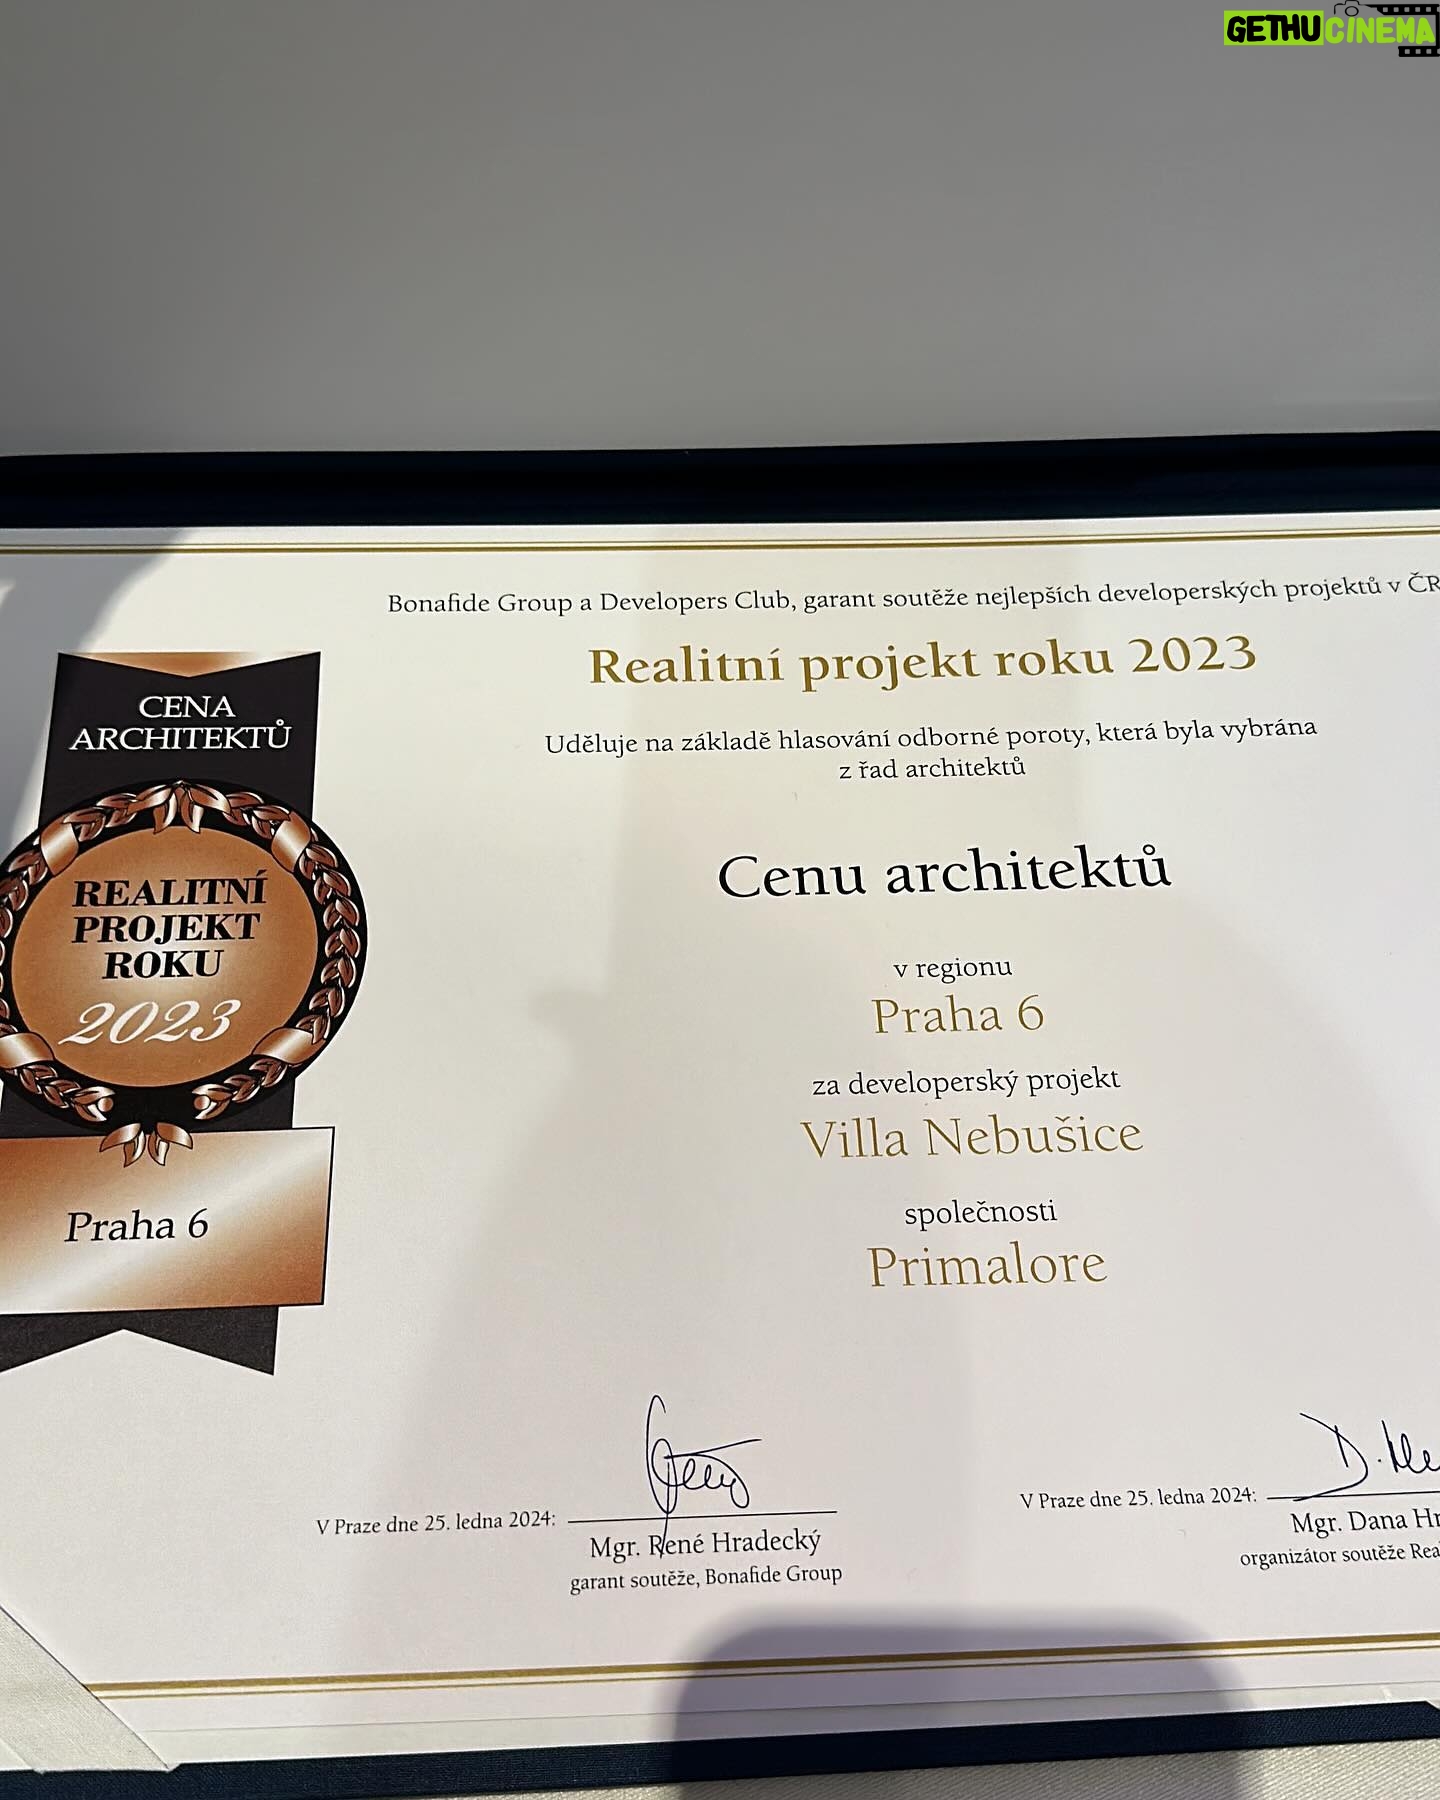 GETHUCINEMA
Bonafide Group a Developers Club, garant soutěže nejlepších developerských projektů v ČR
Realitní projekt roku 2023
Uděluje na základě hlasování odborné poroty, která byla vybrána
z řad architektů
CENA
ARCHITEKTŮ
REALITNÍ
PROJEKT
ROKU
2023
Praha 6
Cenu architektů
v regionu
Praha 6
za developerský projekt
Villa Nebušice
společnosti
Primalore
V Praze dne 25. ledna 2024:
Mgr. René Hradecký
garant soutěže, Bonafide Group
V Praze dne 25. ledna 2024:
Mgr. Dana
organizátor soutěže